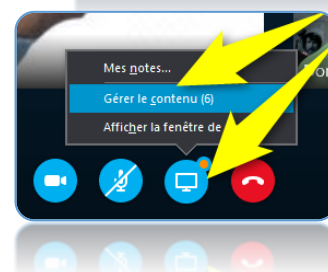 Mes notes...
Gérer le contenu (6)
Afficher la fenêtre de